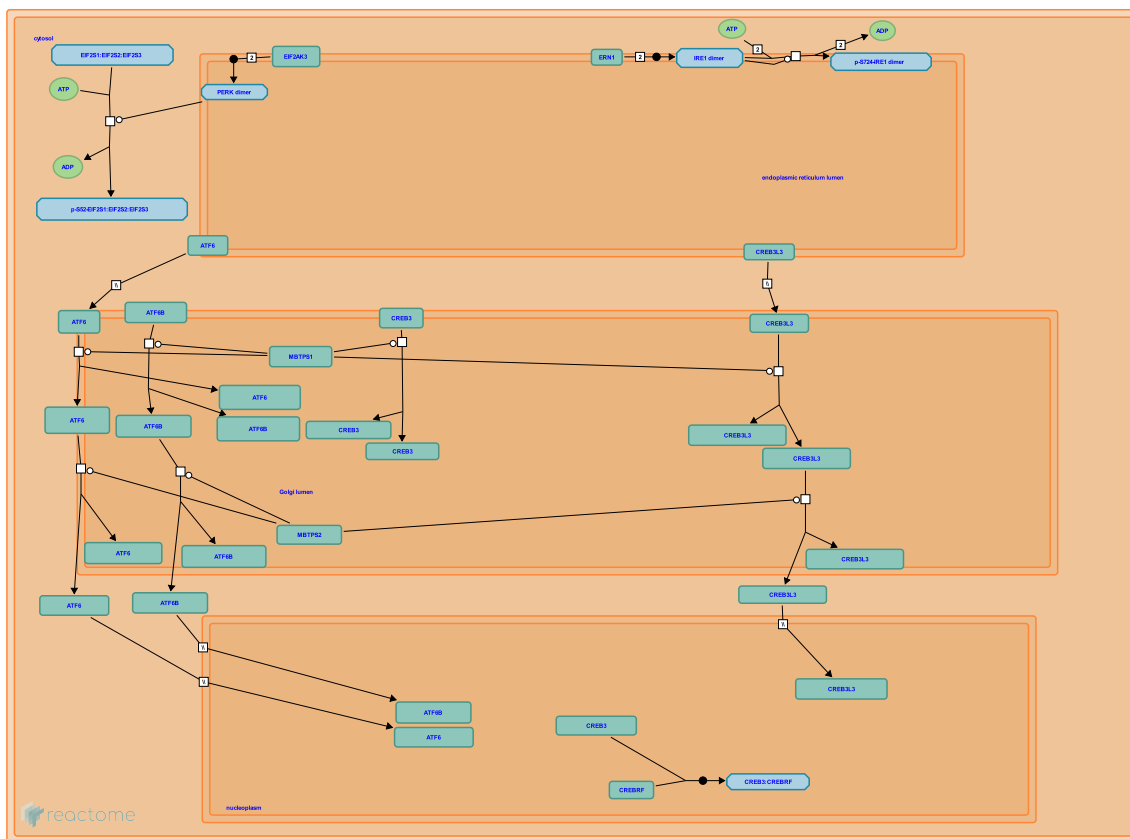 cytosol
EIF2S1:EIF2S2:EIF2S3
ATP
ADP
p-S52-EIF2S1:EIF2S2:EIF2S3
2
EIF2AK3
PERK dimer
ERN1
2
IRE1 dimer
ATP
2
2
ADP
p-S724-IRE1 dimer
endoplasmic reticulum lumen
ATF6
CREB3L3
\\
\\
ATF6
ATF6B
CREB3
CREB3L3
MBTPS1
ATF6
ATF6
ATF6B
ATF6B
CREB3
CREB3
CREB3L3
CREB3L3
Golgi lumen
MBTPS2
ATF6
ATF6B
CREB3L3
ATF6
ATF6B
CREB3L3
\\
\\
\\
CREB3L3
ATF6B
ATF6
CREB3
CREBRF
CREB3:CREBRF
nucleoplasm
reactome